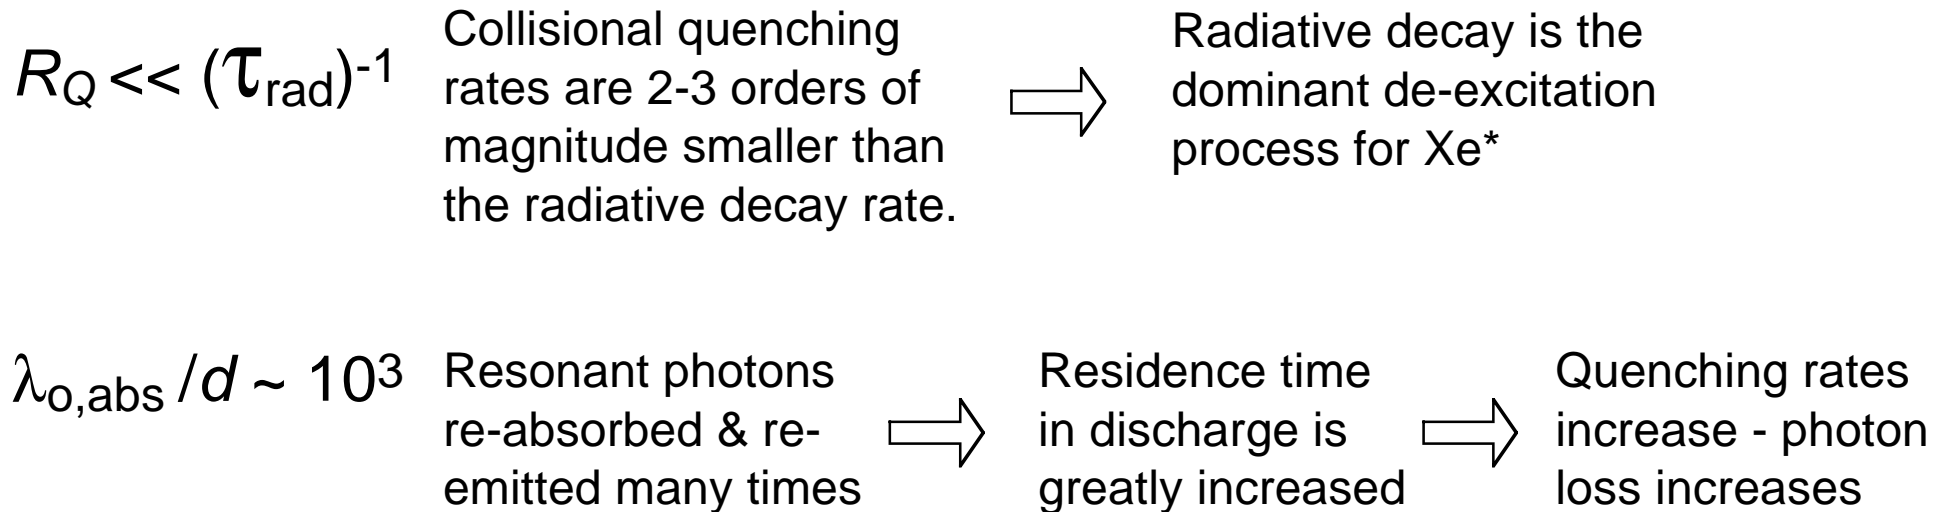 R_Q << (τ_rad)^-1
Collisional quenching
rates are 2-3 orders of
magnitude smaller than
the radiative decay rate.
Radiative decay is the
dominant de-excitation
process for Xe*
λ_o,abs /d ~ 10^3
Resonant photons
re-absorbed & re-
emitted many times
Residence time
in discharge is
greatly increased
Quenching rates
increase - photon
loss increases